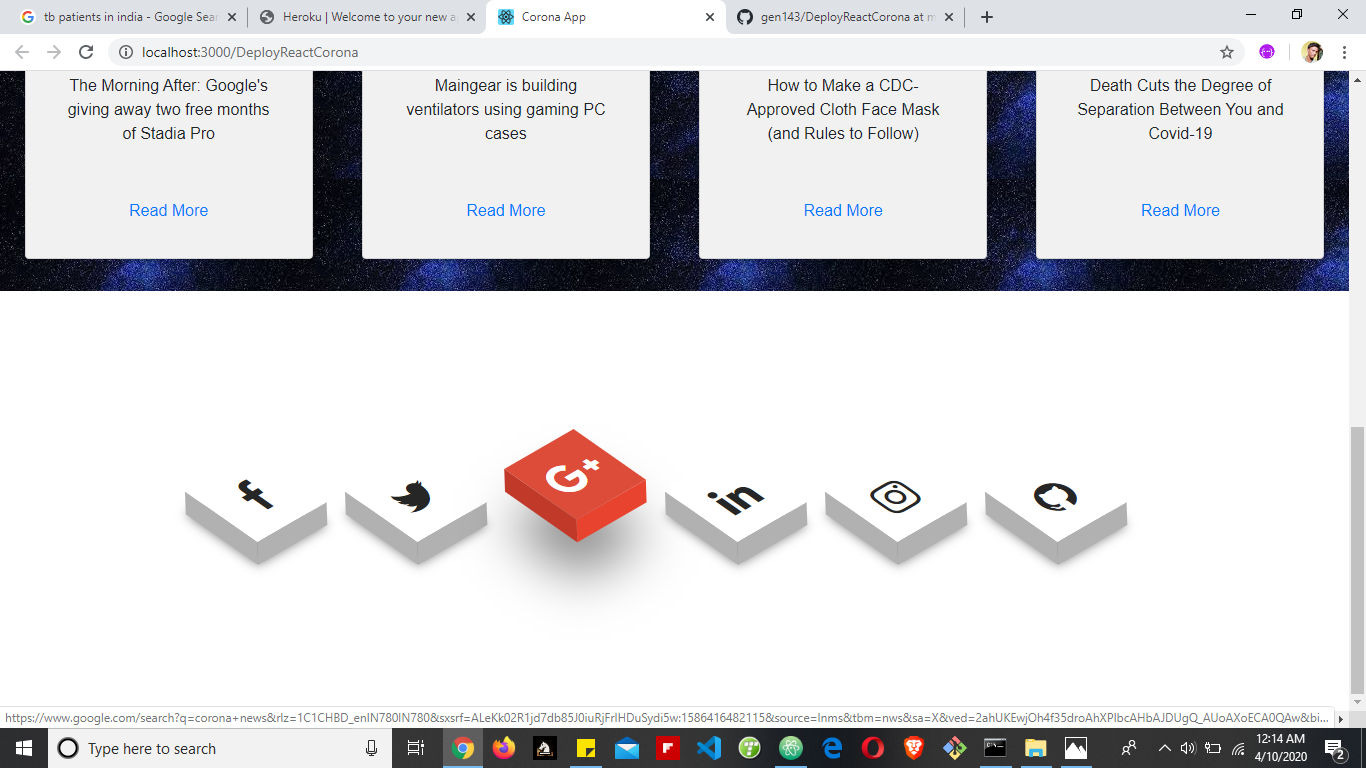 tb patients in india - Google Sear
Heroku | Welcome to your new a
Corona App
gen143/DeployReactCorona at m
localhost:3000/DeployReactCorona
The Morning After: Google's
giving away two free months
of Stadia Pro
Read More
Maingear is building
ventilators using gaming PC
cases
Read More
How to Make a CDC-
Approved Cloth Face Mask
(and Rules to Follow)
Read More
Death Cuts the Degree of
Separation Between You and
Covid-19
Read More
f
G+
in
https://www.google.com/search?q=corona+news&rlz=1C1CHBD_enIN780IN780&sxsrf=ALeKk02R1jd7db85J0iuRjFrlHDuSydi5w:1586416482115&source=lnms&tbm=nws&sa=X&ved=2ahUKEwjOh4f35droAhXPIbcAHbAJDUgQ_AUoAXoECA0QAw&bi...
Type here to search
12:14 AM
4/10/2020
2